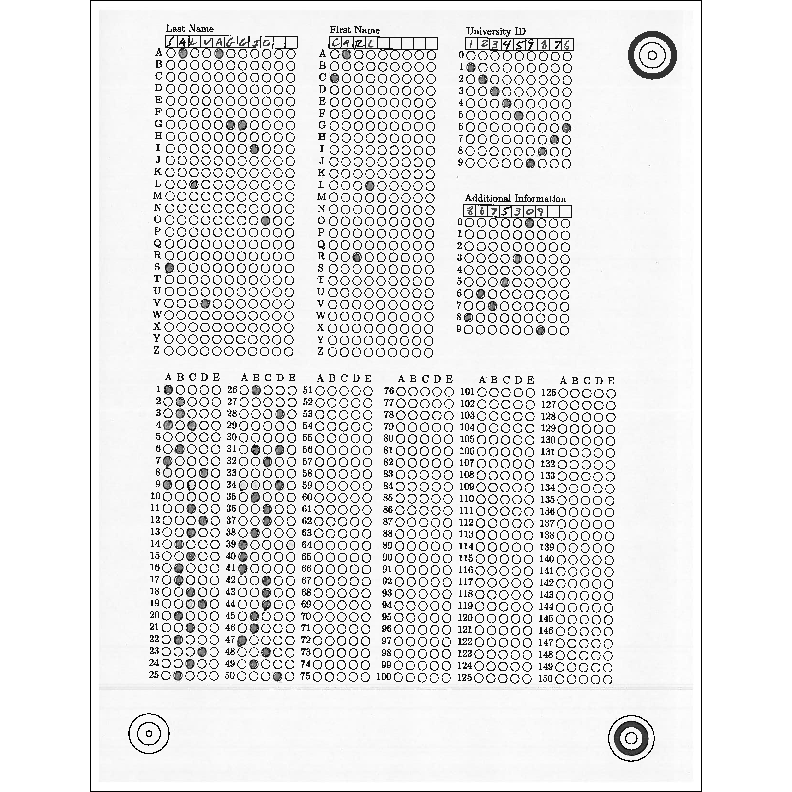 Last Name
First Name
University ID
S A L V A G G I O
C A R L
1 2 3 4 5 9 8 7 6
A
B
C
D
E
F
G
H
I
J
K
L
M
N
O
P
Q
R
S
T
U
V
W
X
Y
Z
A
B
C
D
E
F
G
H
I
J
K
L
M
N
O
P
Q
R
S
T
U
V
W
X
Y
Z
0
1
2
3
4
5
6
7
8
9
Additional Information
8 6 7 5 3 0 9
0
1
2
3
4
5
6
7
8
9
A B C D E A B C D E A B C D E A B C D E A B C D E A B C D E
1 26 51 76 101 126
2 27 52 77 102 127
3 28 53 78 103 128
4 29 54 79 104 129
5 30 55 80 105 130
6 31 56 81 106 131
7 32 57 82 107 132
8 33 58 83 108 133
9 34 59 84 109 134
10 35 60 85 110 135
11 36 61 86 111 136
12 37 62 87 112 137
13 38 63 88 113 138
14 39 64 89 114 139
15 40 65 90 115 140
16 41 66 91 116 141
17 42 67 92 117 142
18 43 68 93 118 143
19 44 69 94 119 144
20 45 70 95 120 145
21 46 71 96 121 146
22 47 72 97 122 147
23 48 73 98 123 148
24 49 74 99 124 149
25 50 75 100 125 150